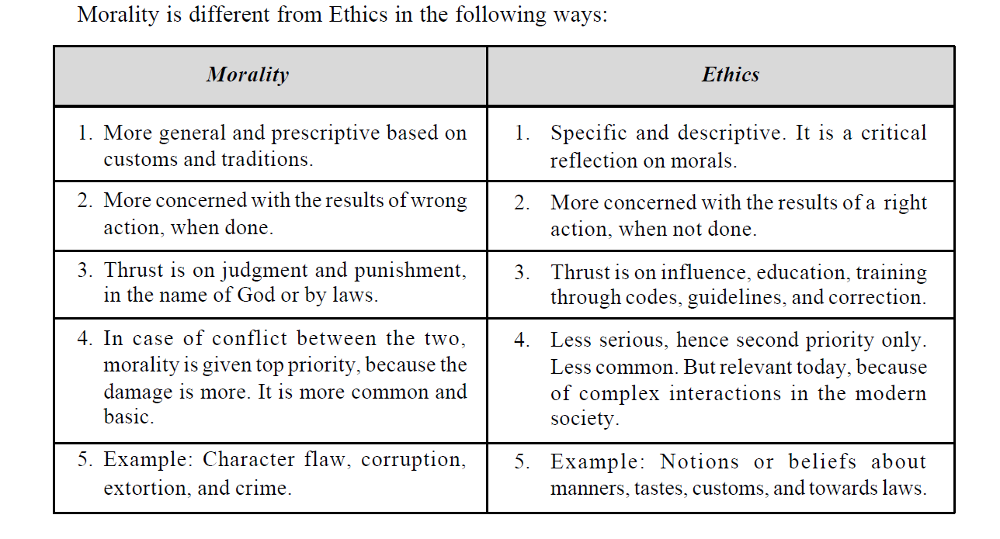 Morality is different from Ethics in the following ways:
Morality
Ethics
1. More general and prescriptive based on
customs and traditions.
1. Specific and descriptive. It is a critical
reflection on morals.
2. More concerned with the results of wrong
action, when done.
2. More concerned with the results of a right
action, when not done.
3. Thrust is on judgment and punishment,
in the name of God or by laws.
3. Thrust is on influence, education, training
through codes, guidelines, and correction.
4. In case of conflict between the two,
morality is given top priority, because the
damage is more. It is more common and
basic.
4. Less serious, hence second priority only.
Less common. But relevant today, because
of complex interactions in the modern
society.
5. Example: Character flaw, corruption,
extortion, and crime.
5. Example: Notions or beliefs about
manners, tastes, customs, and towards laws.